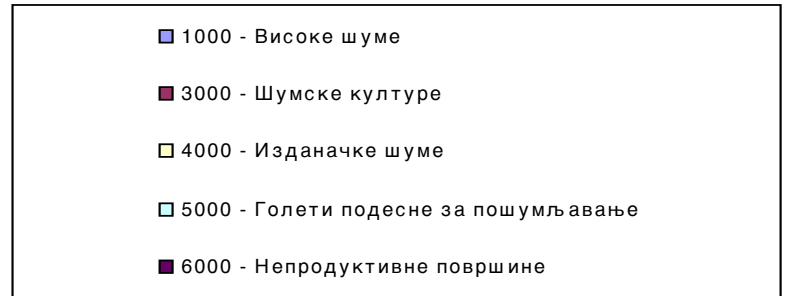 1000 - Високе шуме
3000 - Шумске културе
4000 - Изданачке шуме
5000 - Голети подесне за пошумљавање
6000 - Непродуктивне површине